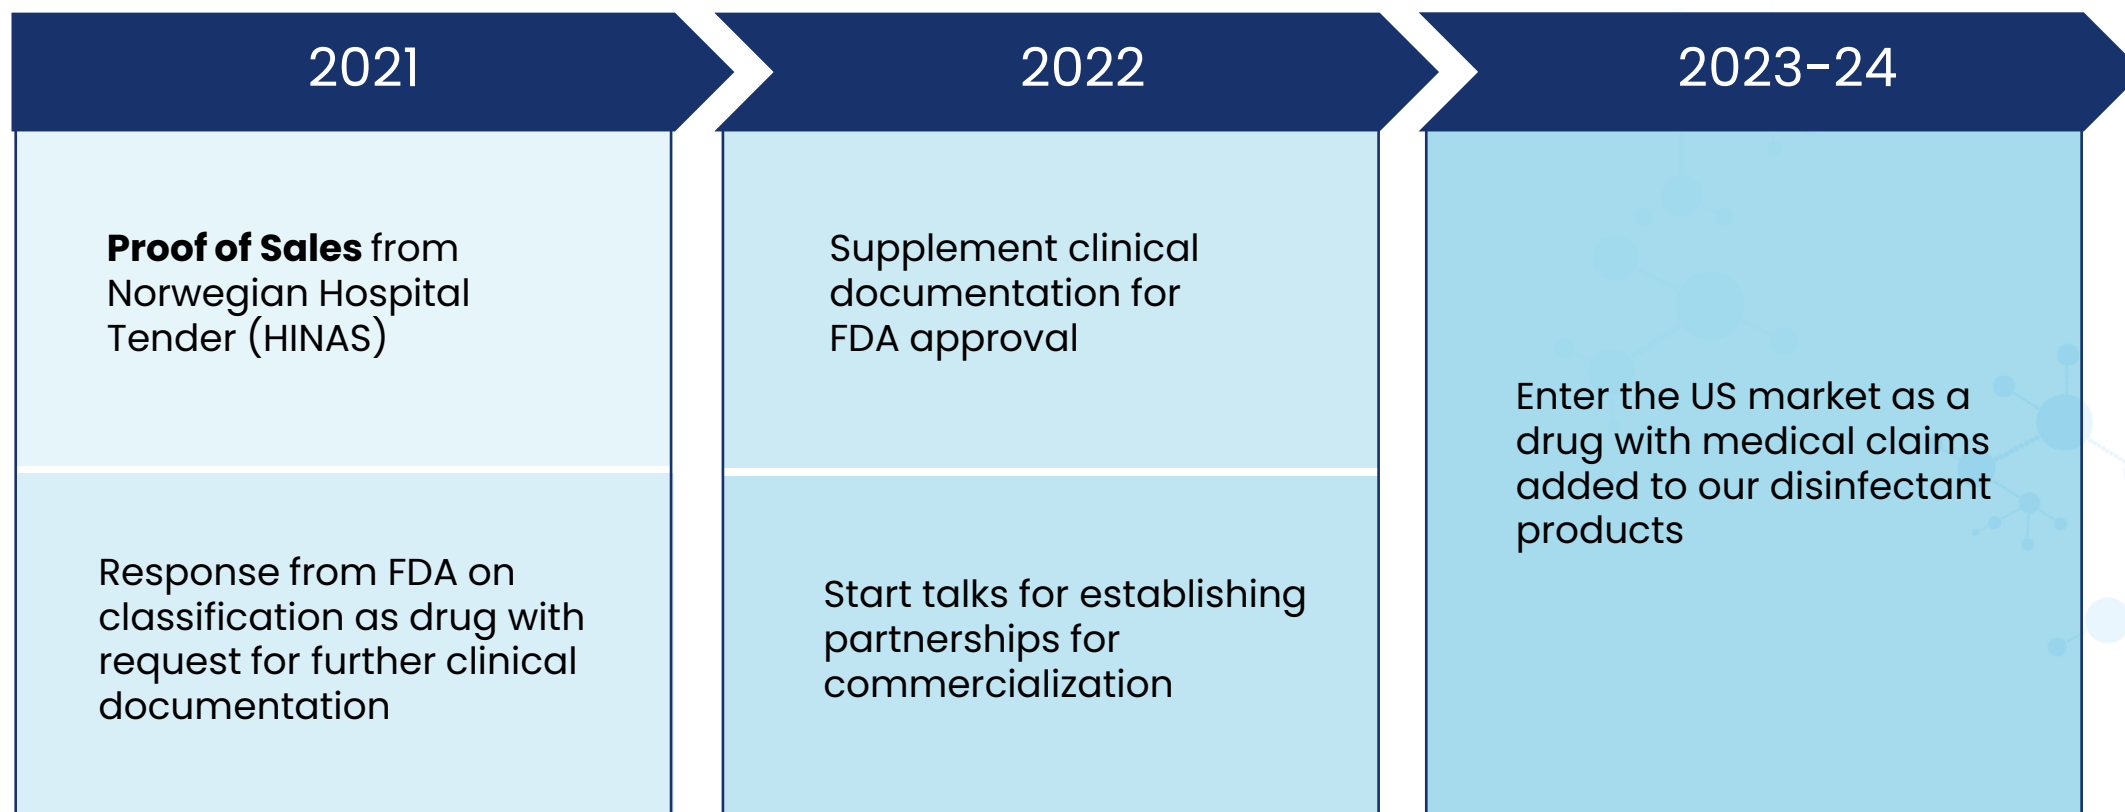 2021
Proof of Sales from
Norwegian Hospital
Tender (HINAS)
Response from FDA on
classification as drug with
request for further clinical
documentation
2022
Supplement clinical
documentation for
FDA approval
Start talks for establishing
partnerships for
commercialization
2023-24
Enter the US market as a
drug with medical claims
added to our disinfectant
products